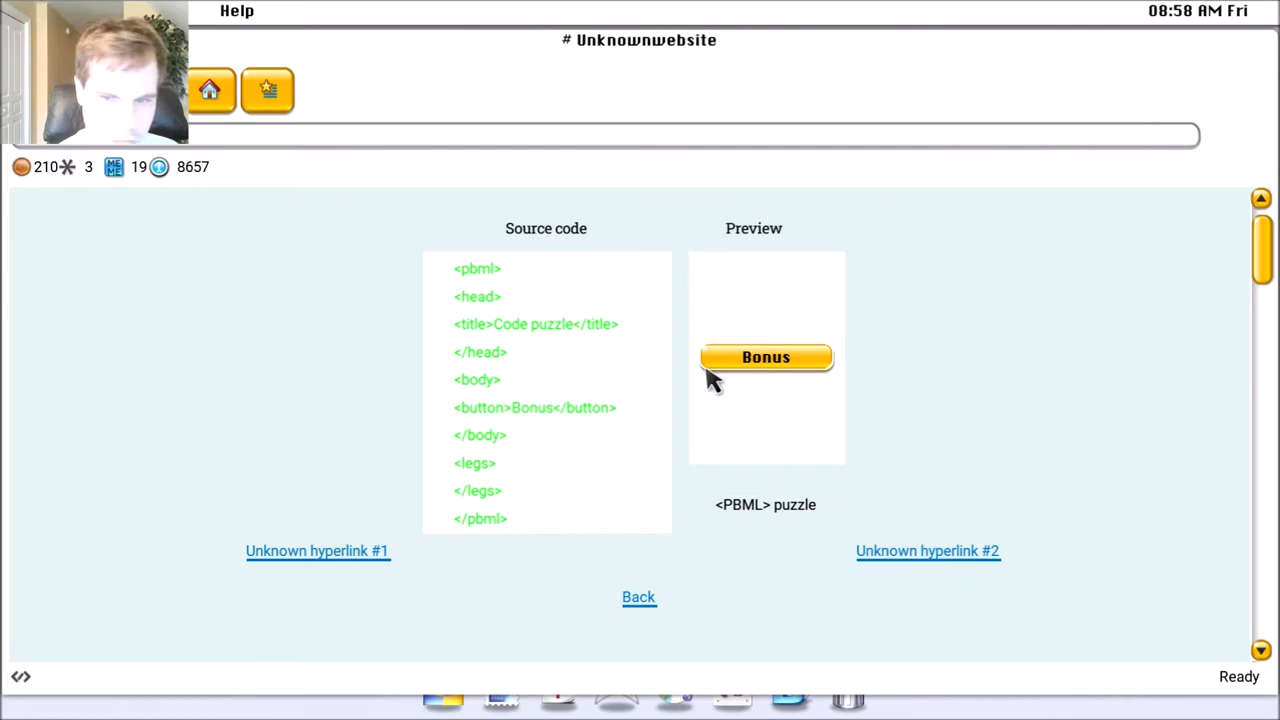 Help
08:58 AM Fri
# Unknownwebsite
210 3 MEME 19 8657
Source code
Preview
<pbml>
<head>
<title>Code puzzle</title>
</head>
<body>
<button>Bonus</button>
</body>
<legs>
</legs>
</pbml>
Bonus
<PBML> puzzle
Unknown hyperlink #1
Unknown hyperlink #2
Back
Ready